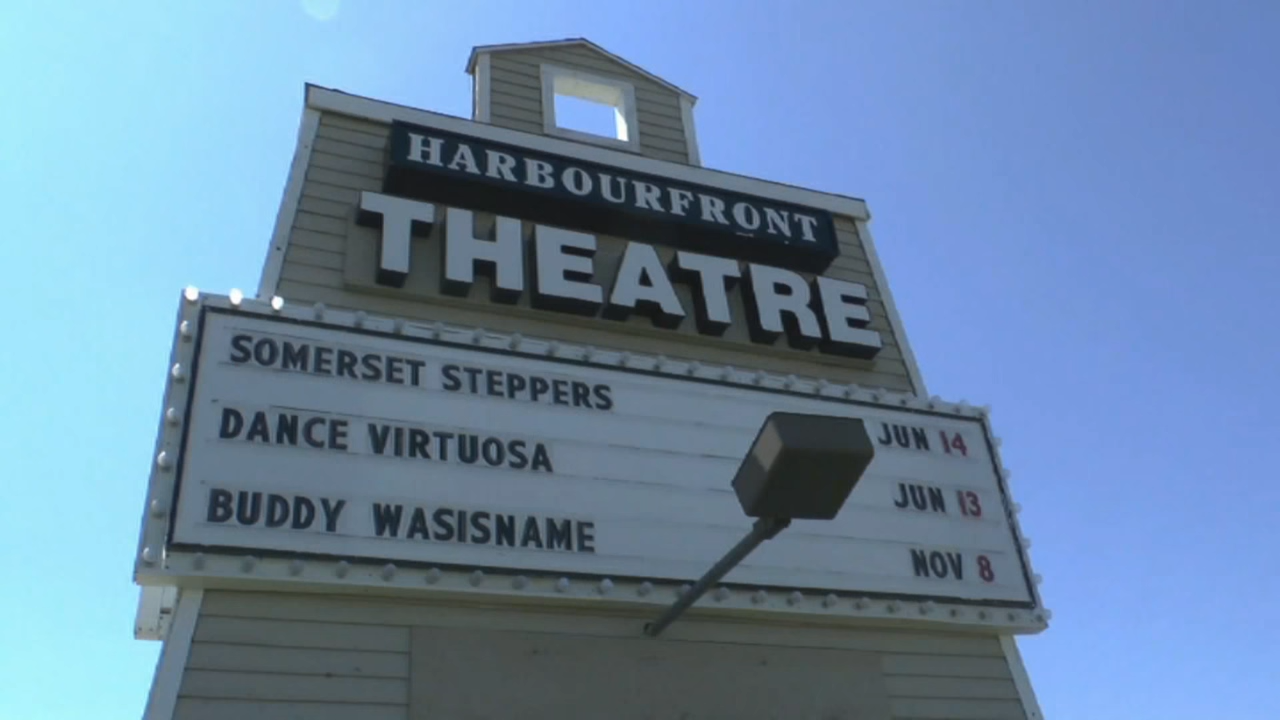 HARBOURFRONT
THEATRE
SOMERSET STEPPERS JUN 14
DANCE VIRTUOSA JUN 13
BUDDY WASISNAME NOV 8